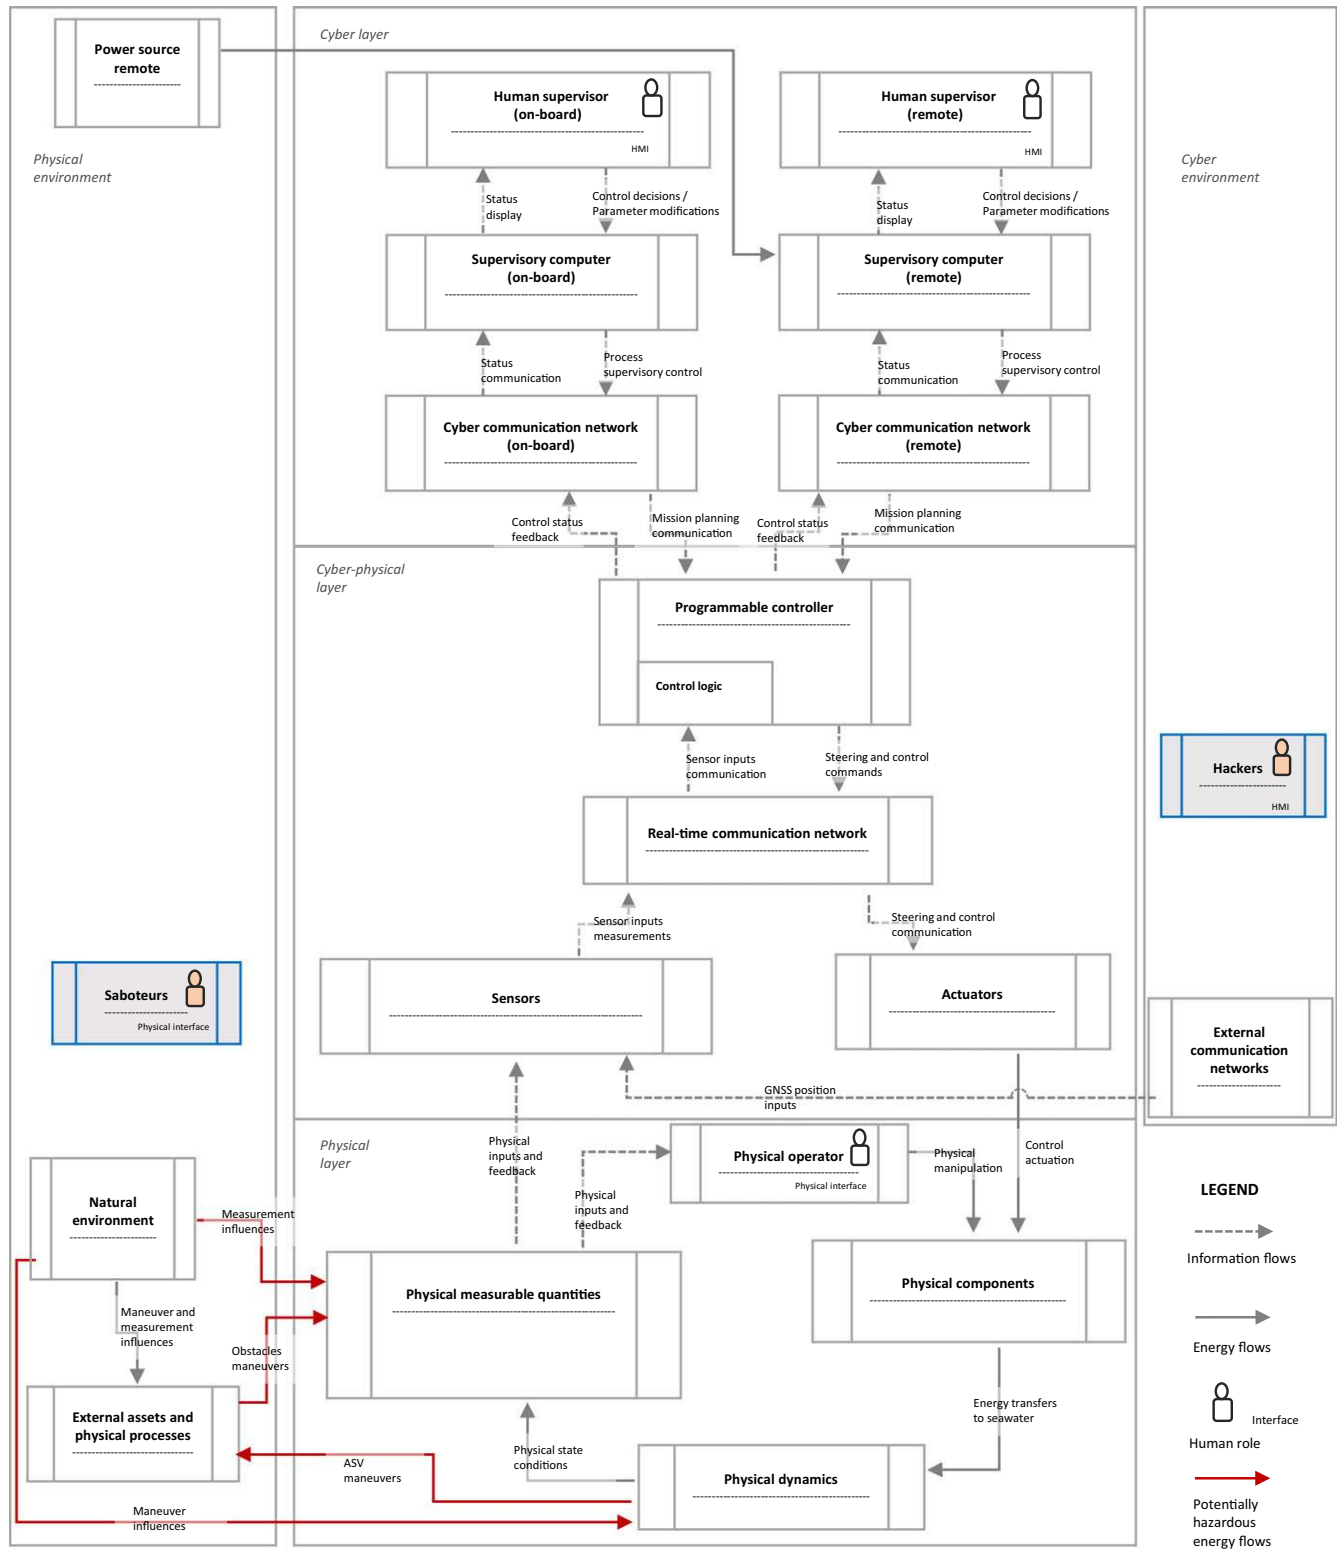 Cyber layer
Power source
remote
Human supervisor
(on-board)
HMI
Human supervisor
(remote)
HMI
Physical
environment
Cyber
environment
Status
display
Control decisions /
Parameter modifications
Status
display
Control decisions /
Parameter modifications
Supervisory computer
(on-board)
Supervisory computer
(remote)
Status
communication
Process
supervisory control
Status
communication
Process
supervisory control
Cyber communication network
(on-board)
Cyber communication network
(remote)
Control status
feedback
Mission planning
communication
Control status
feedback
Mission planning
communication
Cyber-physical
layer
Programmable controller
Control logic
Sensor inputs
communication
Steering and control
commands
Hackers
HMI
Real-time communication network
Sensor inputs
measurements
Steering and control
communication
Saboteurs
Physical interface
Sensors
Actuators
External
communication
networks
GNSS position
inputs
Physical
layer
Physical
inputs and
feedback
Physical operator
Physical interface
Physical
manipulation
Control
actuation
Physical
inputs and
feedback
Natural
environment
Measurement
influences
Physical measurable quantities
Physical components
Maneuver and
measurement
influences
Obstacles
maneuvers
External assets and
physical processes
Energy transfers
to seawater
Physical state
conditions
ASV
maneuvers
Physical dynamics
Maneuver
influences
LEGEND
Information flows
Energy flows
Interface
Human role
Potentially
hazardous
energy flows